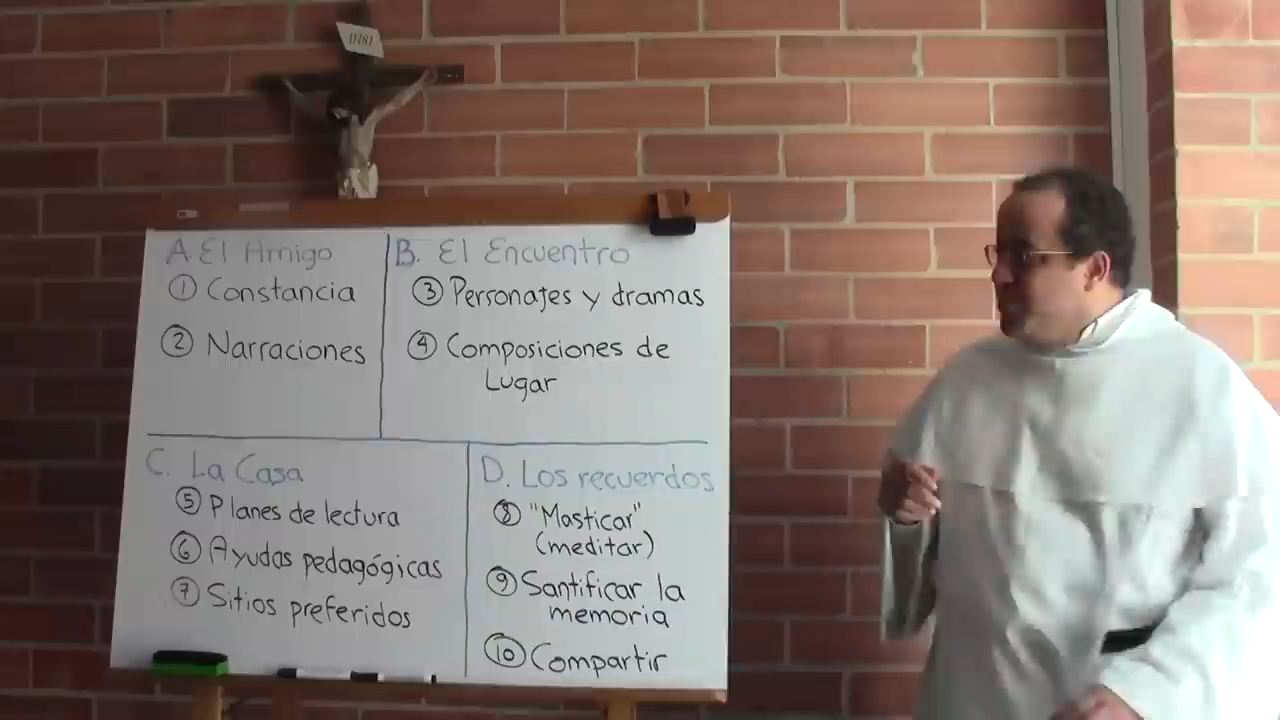 INRI
A. El Amigo
① Constancia
② Narraciones
B. El Encuentro
③ Personajes y dramas
④ Composiciones de
Lugar
C. La Casa
⑤ Planes de lectura
⑥ Ayudas pedagógicas
⑦ Sitios preferidos
D. Los recuerdos
⑧ "Masticar"
(meditar)
⑨ Santificar la
memoria
⑩ Compartir